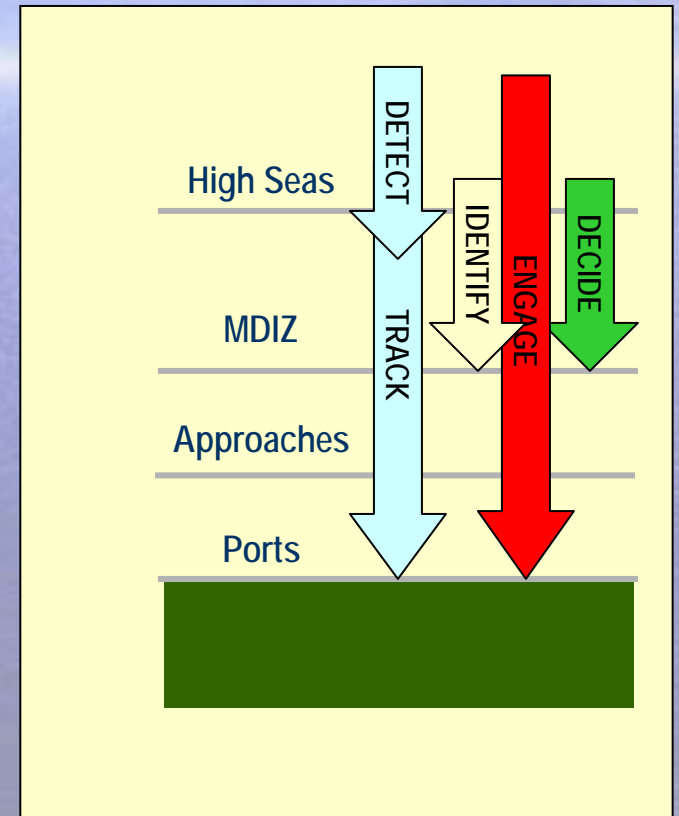 DETECT
High Seas
IDENTIFY
DECIDE
ENGAGE
MDIZ
TRACK
Approaches
Ports